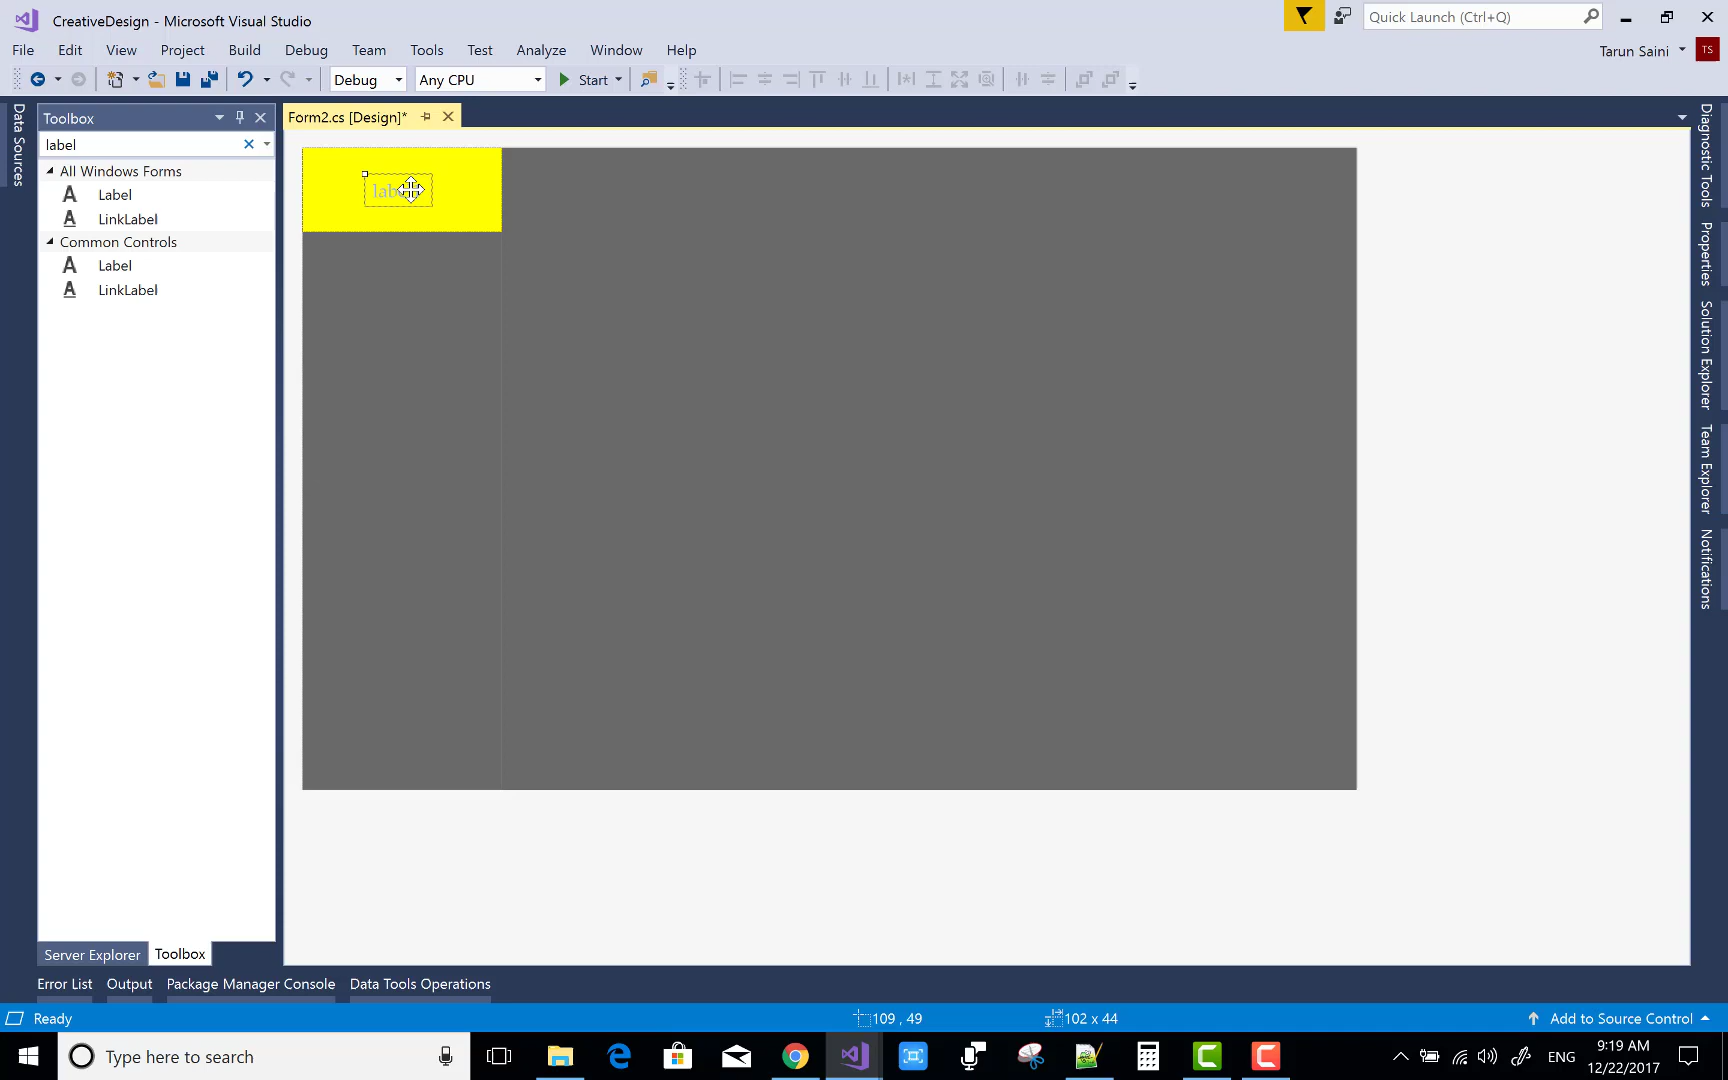 CreativeDesign - Microsoft Visual Studio
Quick Launch (Ctrl+Q)
File Edit View Project Build Debug Team Tools Test Analyze Window Help
Tarun Saini TS
Debug Any CPU Start
Data Sources
Toolbox
label
All Windows Forms
Label
LinkLabel
Common Controls
Label
LinkLabel
Server Explorer Toolbox
Form2.cs [Design]*
Diagnostic Tools
Properties
Solution Explorer
Team Explorer
Notifications
Error List Output Package Manager Console Data Tools Operations
Ready 109 , 49 102 x 44 Add to Source Control
Type here to search
ENG
9:19 AM
12/22/2017